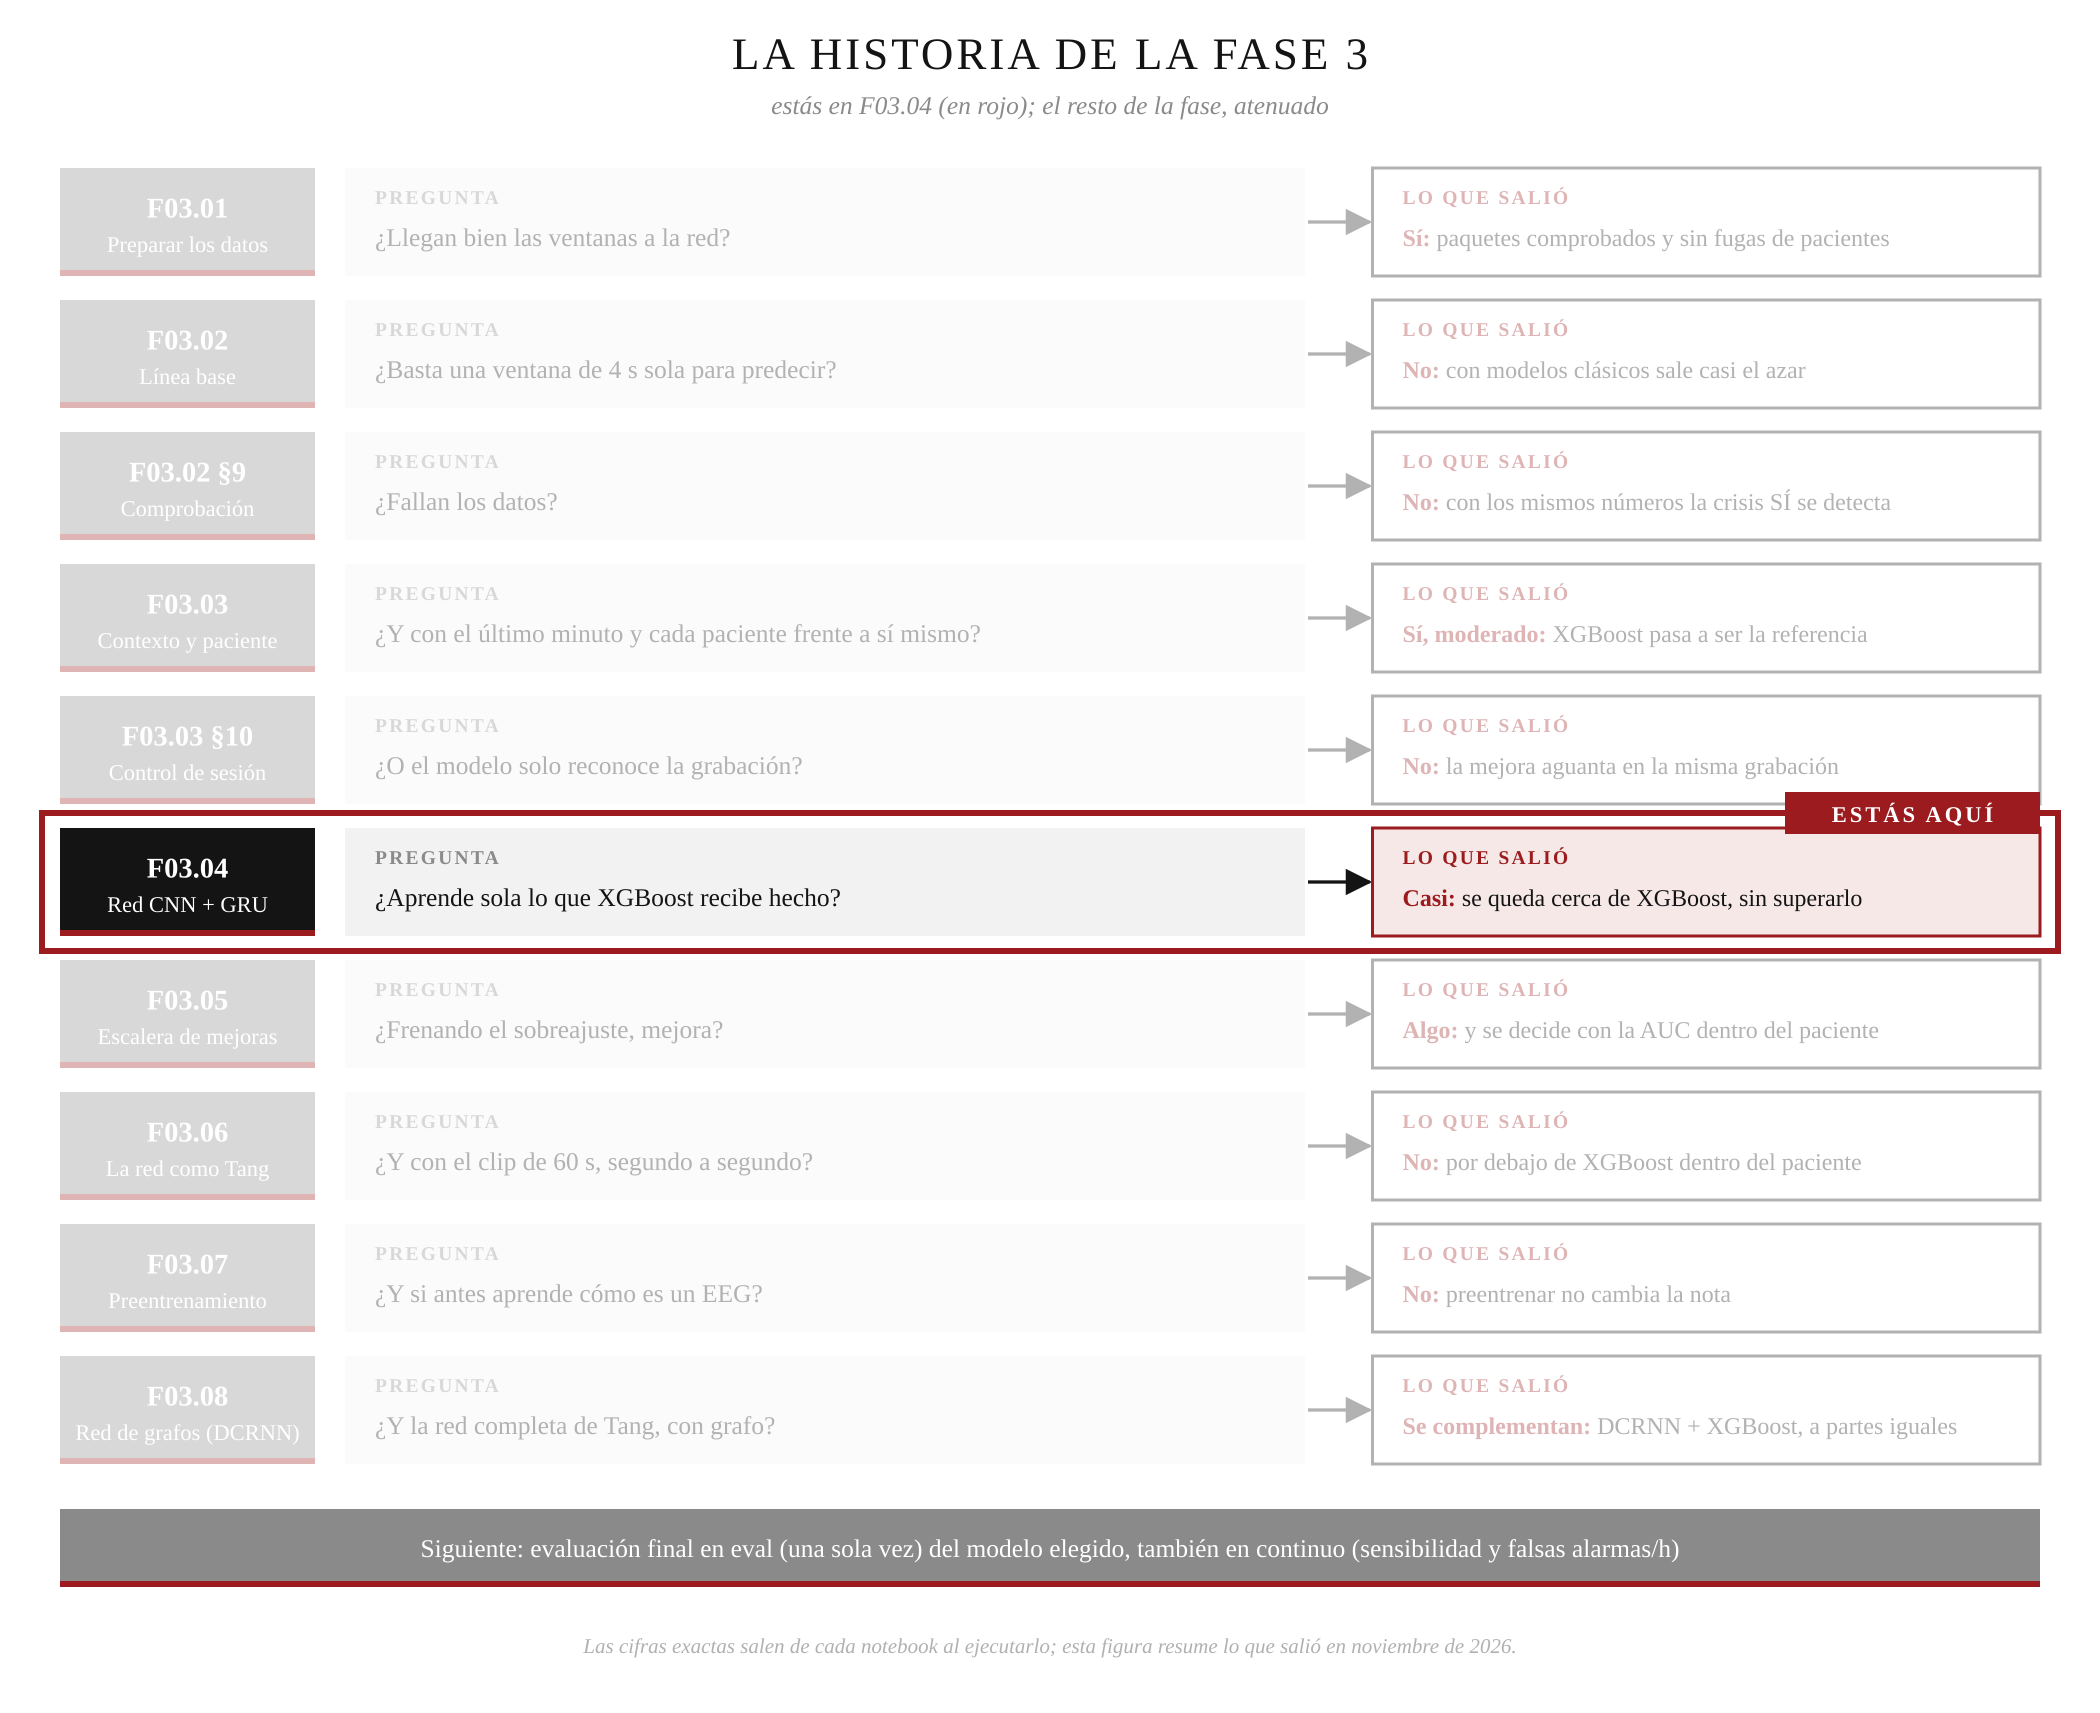 LA HISTORIA DE LA FASE 3
estás en F03.04 (en rojo); el resto de la fase, atenuado
F03.01
Preparar los datos
PREGUNTA
¿Llegan bien las ventanas a la red?
LO QUE SALIÓ
Sí: paquetes comprobados y sin fugas de pacientes
F03.02
Línea base
PREGUNTA
¿Basta una ventana de 4 s sola para predecir?
LO QUE SALIÓ
No: con modelos clásicos sale casi el azar
F03.02 §9
Comprobación
PREGUNTA
¿Fallan los datos?
LO QUE SALIÓ
No: con los mismos números la crisis SÍ se detecta
F03.03
Contexto y paciente
PREGUNTA
¿Y con el último minuto y cada paciente frente a sí mismo?
LO QUE SALIÓ
Sí, moderado: XGBoost pasa a ser la referencia
F03.03 §10
Control de sesión
PREGUNTA
¿O el modelo solo reconoce la grabación?
LO QUE SALIÓ
No: la mejora aguanta en la misma grabación
ESTÁS AQUÍ
F03.04
Red CNN + GRU
PREGUNTA
¿Aprende sola lo que XGBoost recibe hecho?
LO QUE SALIÓ
Casi: se queda cerca de XGBoost, sin superarlo
F03.05
Escalera de mejoras
PREGUNTA
¿Frenando el sobreajuste, mejora?
LO QUE SALIÓ
Algo: y se decide con la AUC dentro del paciente
F03.06
La red como Tang
PREGUNTA
¿Y con el clip de 60 s, segundo a segundo?
LO QUE SALIÓ
No: por debajo de XGBoost dentro del paciente
F03.07
Preentrenamiento
PREGUNTA
¿Y si antes aprende cómo es un EEG?
LO QUE SALIÓ
No: preentrenar no cambia la nota
F03.08
Red de grafos (DCRNN)
PREGUNTA
¿Y la red completa de Tang, con grafo?
LO QUE SALIÓ
Se complementan: DCRNN + XGBoost, a partes iguales
Siguiente: evaluación final en eval (una sola vez) del modelo elegido, también en continuo (sensibilidad y falsas alarmas/h)
Las cifras exactas salen de cada notebook al ejecutarlo; esta figura resume lo que salió en noviembre de 2026.